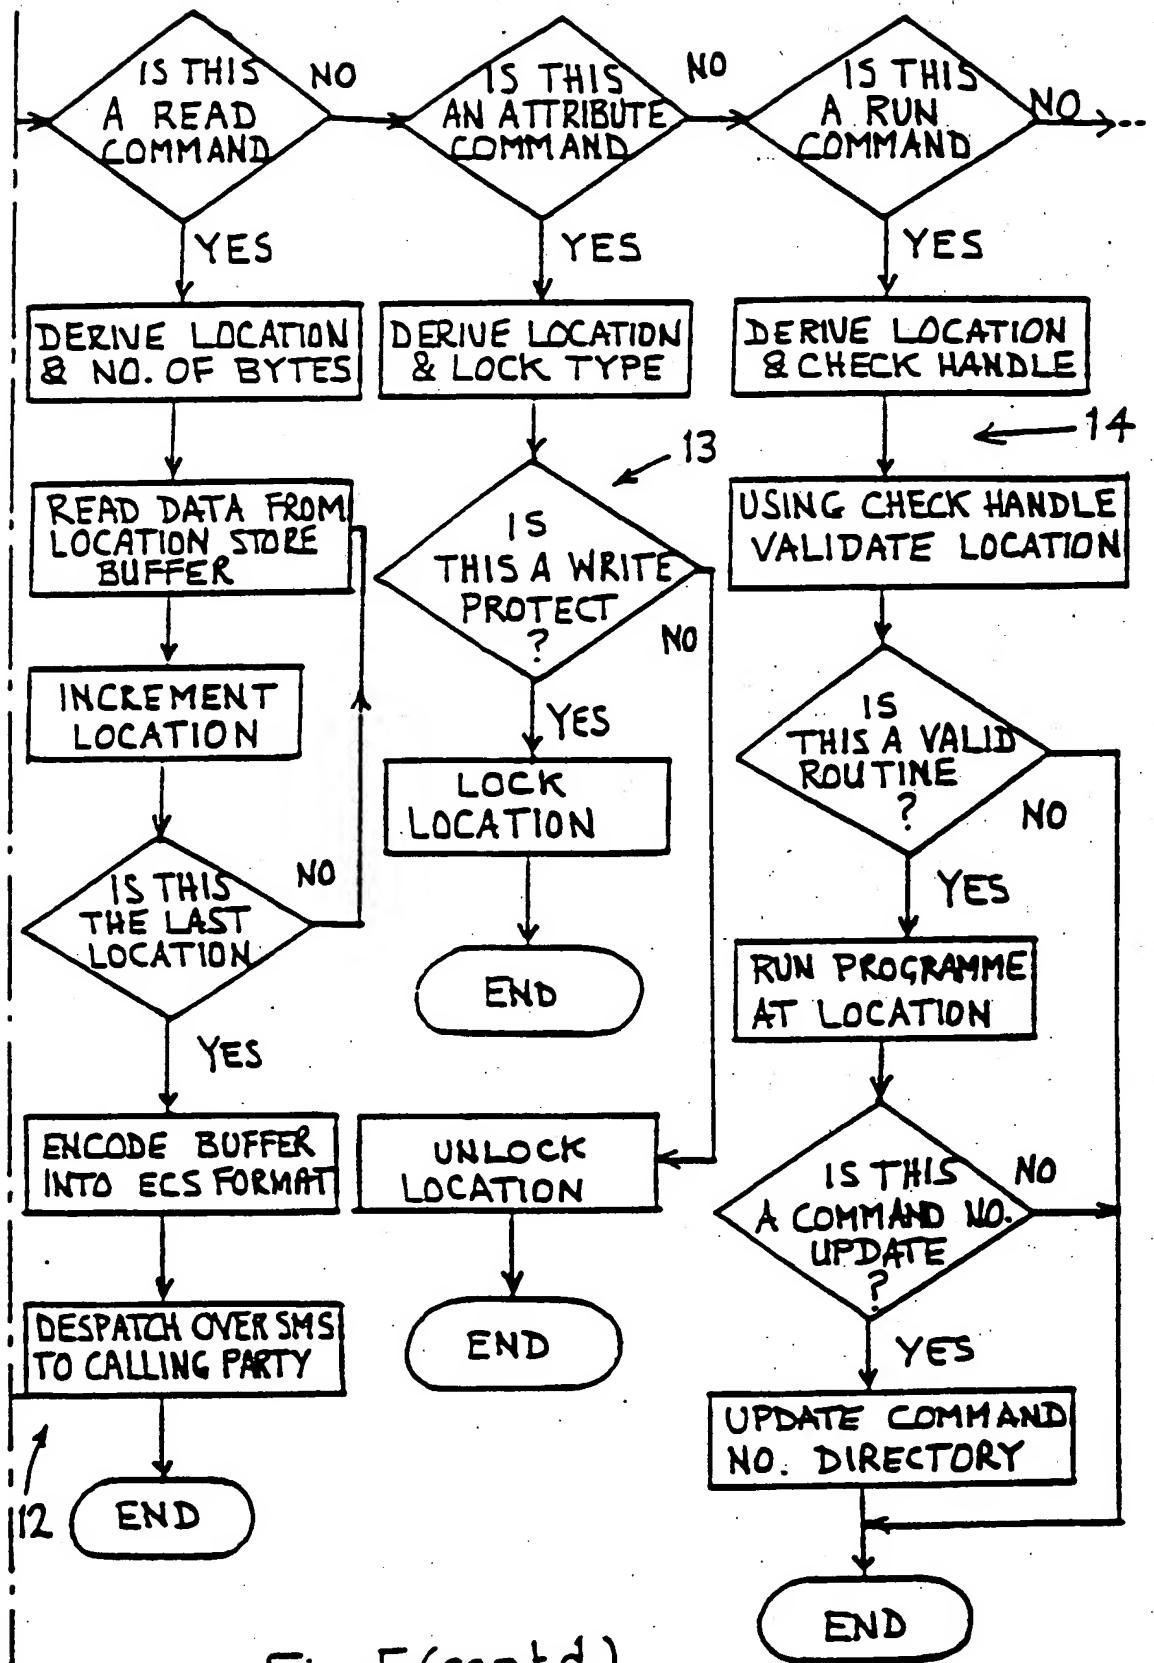 IS THIS
A READ
COMMAND
NO
IS THIS
AN ATTRIBUTE
COMMAND
NO
IS THIS
A RUN
COMMAND
NO
YES
YES
YES
DERIVE LOCATION
& NO. OF BYTES
DERIVE LOCATION
& LOCK TYPE
DERIVE LOCATION
& CHECK HANDLE
13
14
READ DATA FROM
LOCATION STORE
BUFFER
IS
THIS A WRITE
PROTECT
?
NO
USING CHECK HANDLE
VALIDATE LOCATION
INCREMENT
LOCATION
YES
IS
THIS A VALID
ROUTINE
?
NO
LOCK
LOCATION
IS THIS
THE LAST
LOCATION
NO
YES
END
RUN PROGRAMME
AT LOCATION
YES
ENCODE BUFFER
INTO ECS FORMAT
UNLOCK
LOCATION
IS THIS
A COMMAND NO.
UPDATE
?
NO
DESPATCH OVER SMS
TO CALLING PARTY
END
YES
UPDATE COMMAND
NO. DIRECTORY
12
END
END
Fig. 5 (contd.)